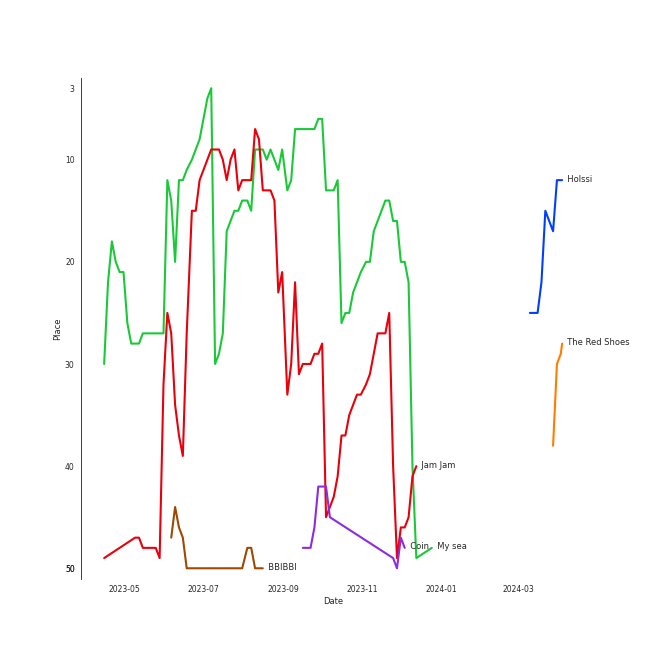 3
10
Holssi
20
Place
The Red Shoes
30
40
Jam Jam
Coin
My sea
50
BBIBBI
2023-05
2023-07
2023-09
2023-11
2024-01
2024-03
Date